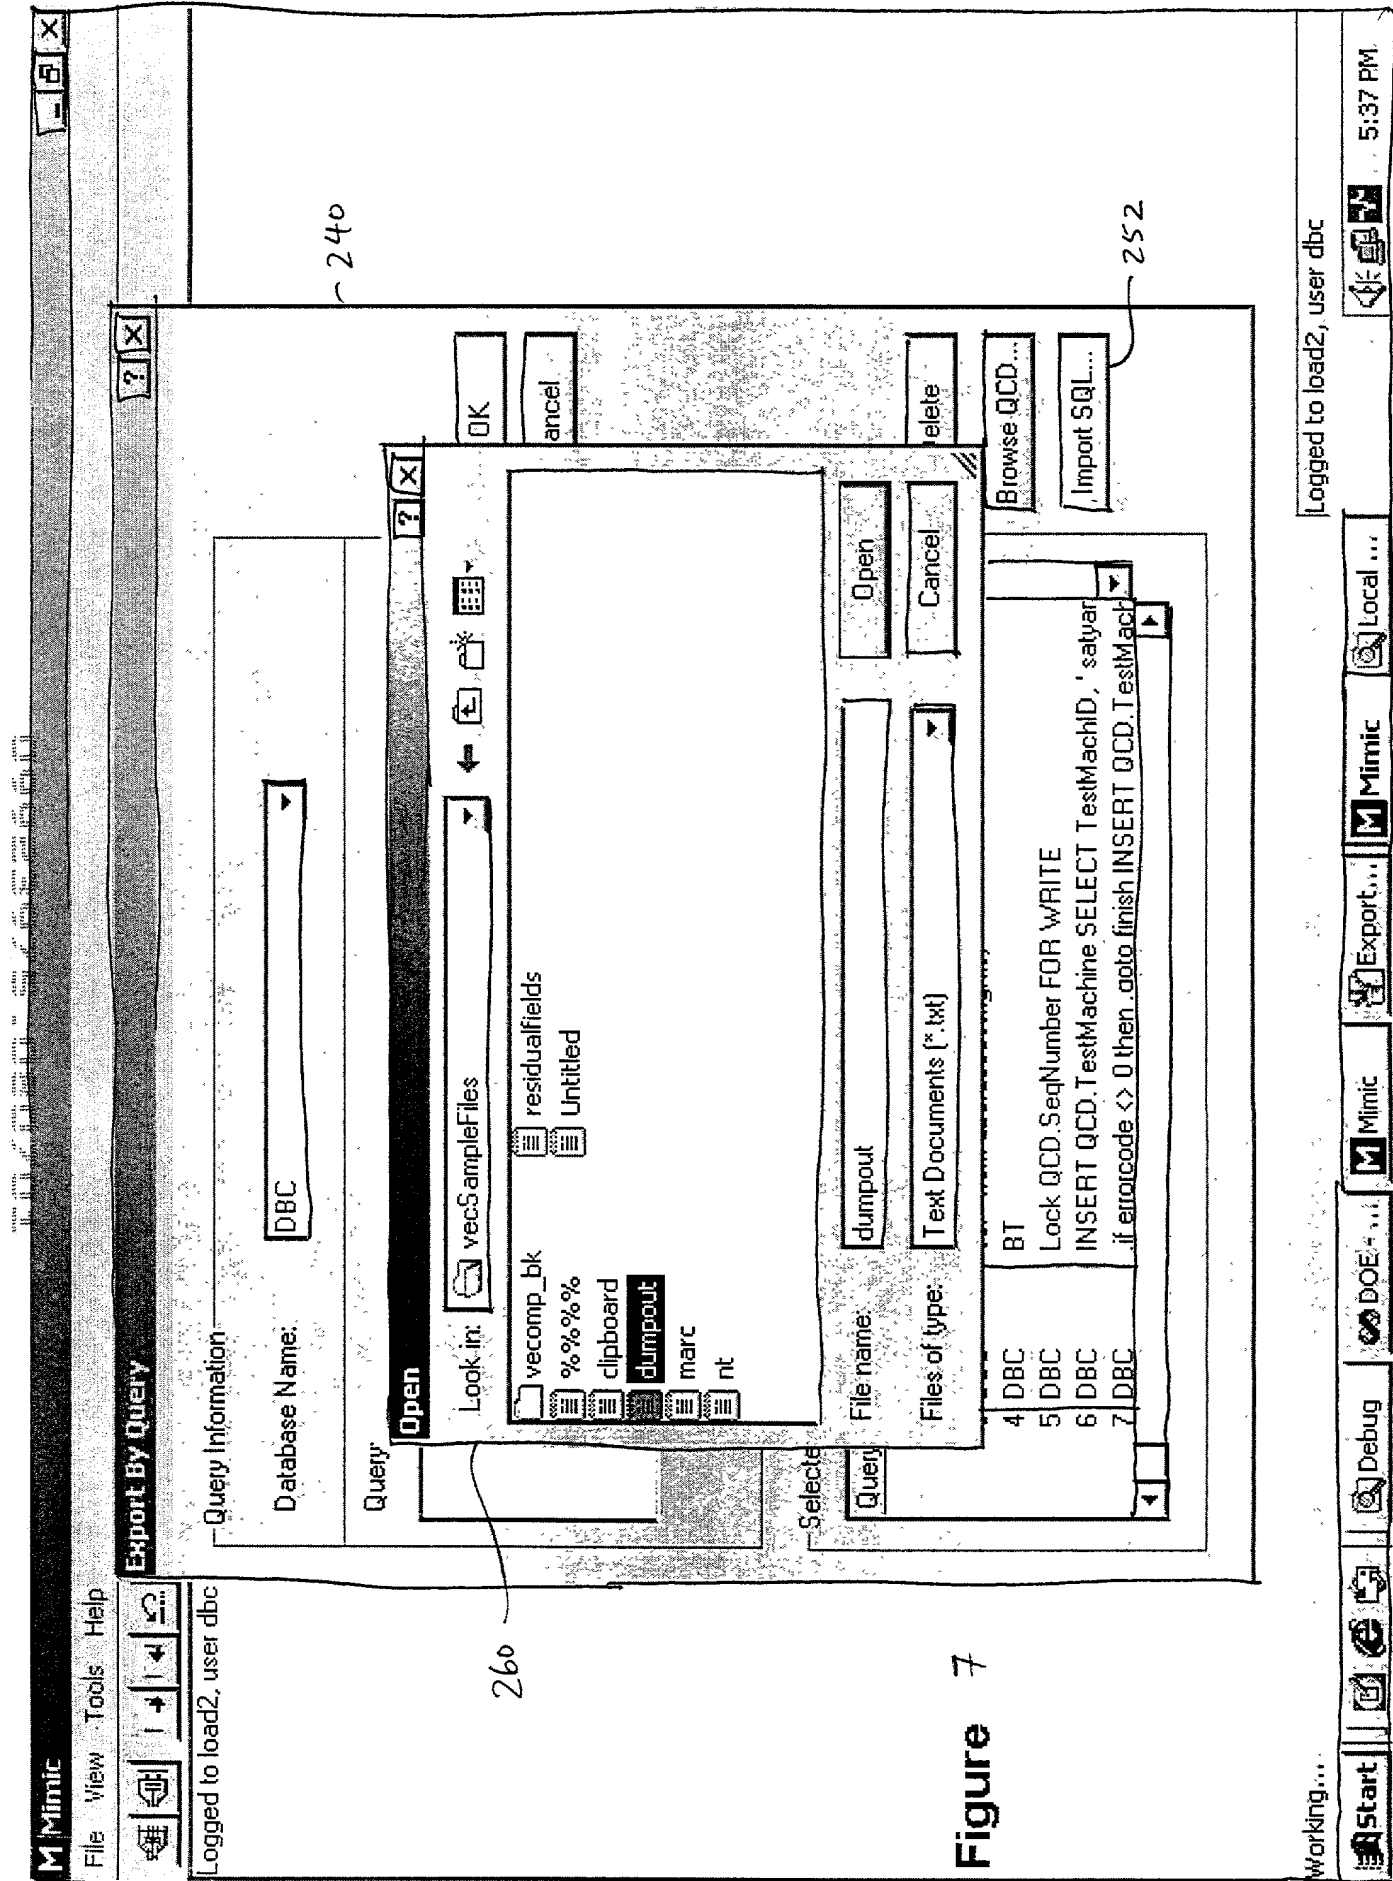 Mimic
File View Tools Help
Logged to load2, user dbc
Export By Query
240
Query Information
Database Name:
DBC
Query
OK
ancel
Open
Look in:
vecSampleFiles
vecomp_bk
%%%%
clipboard
dumpout
marc
nt
residualfields
Untitled
File name:
dumpout
Open
Files of type:
Text Documents (*.txt)
Cancel
260
Selecte
Query
elete
Browse QCD...
Import SQL...
252
4 DBC BT
5 DBC Lock QCD.SeqNumber FOR WRITE
6 DBC INSERT QCD.TestMachine SELECT TestMachID, ' satyar
7 DBC .if errorcode <> 0 then .goto finish INSERT QCD.TestMach
Figure 7
Working...
Logged to load2, user dbc
Start
Debug
Mimic
Export...
Mimic
Local ...
5:37 PM